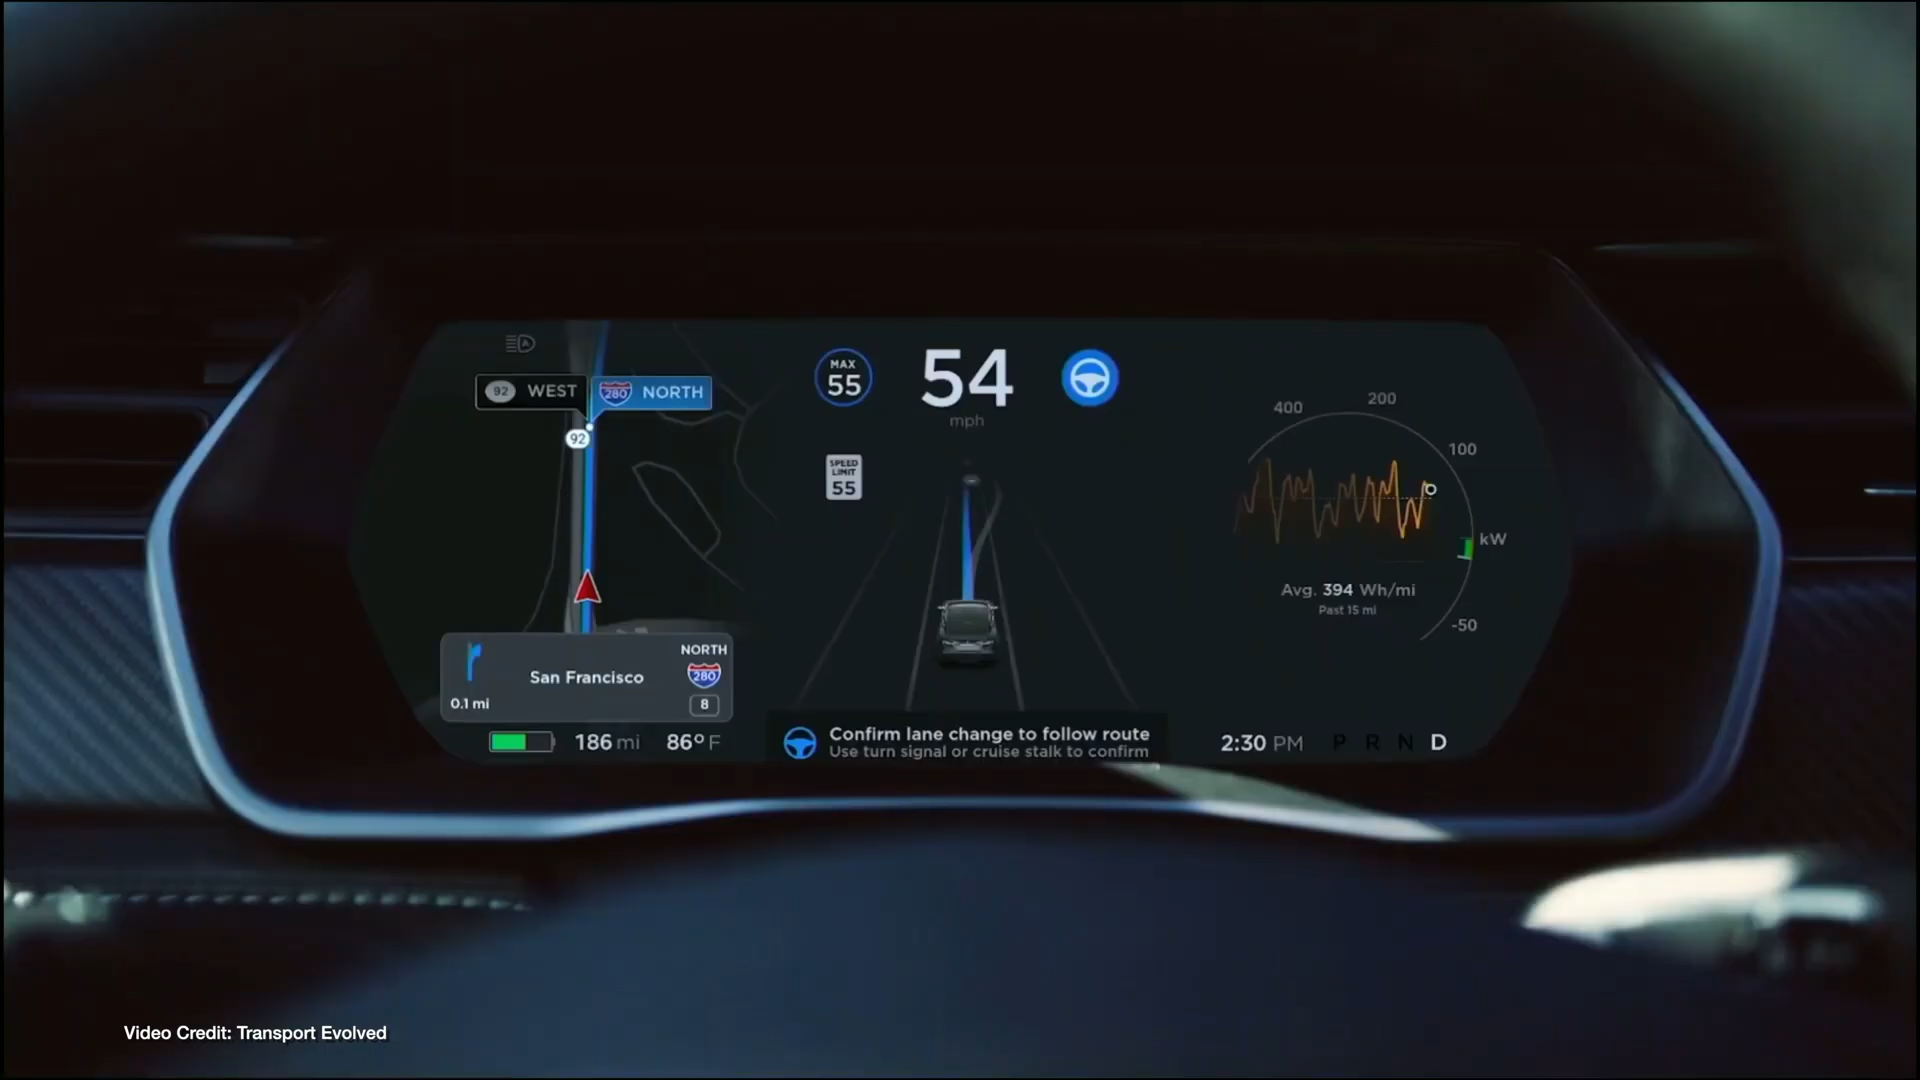 92 WEST
280 NORTH
92
NORTH
San Francisco
280
0.1 mi
8
186 mi
86° F
MAX
55
54
mph
SPEED
LIMIT
55
Confirm lane change to follow route
Use turn signal or cruise stalk to confirm
400
200
100
kW
-50
Avg. 394 Wh/mi
Past 15 mi
2:30 PM
P R N D
Video Credit: Transport Evolved